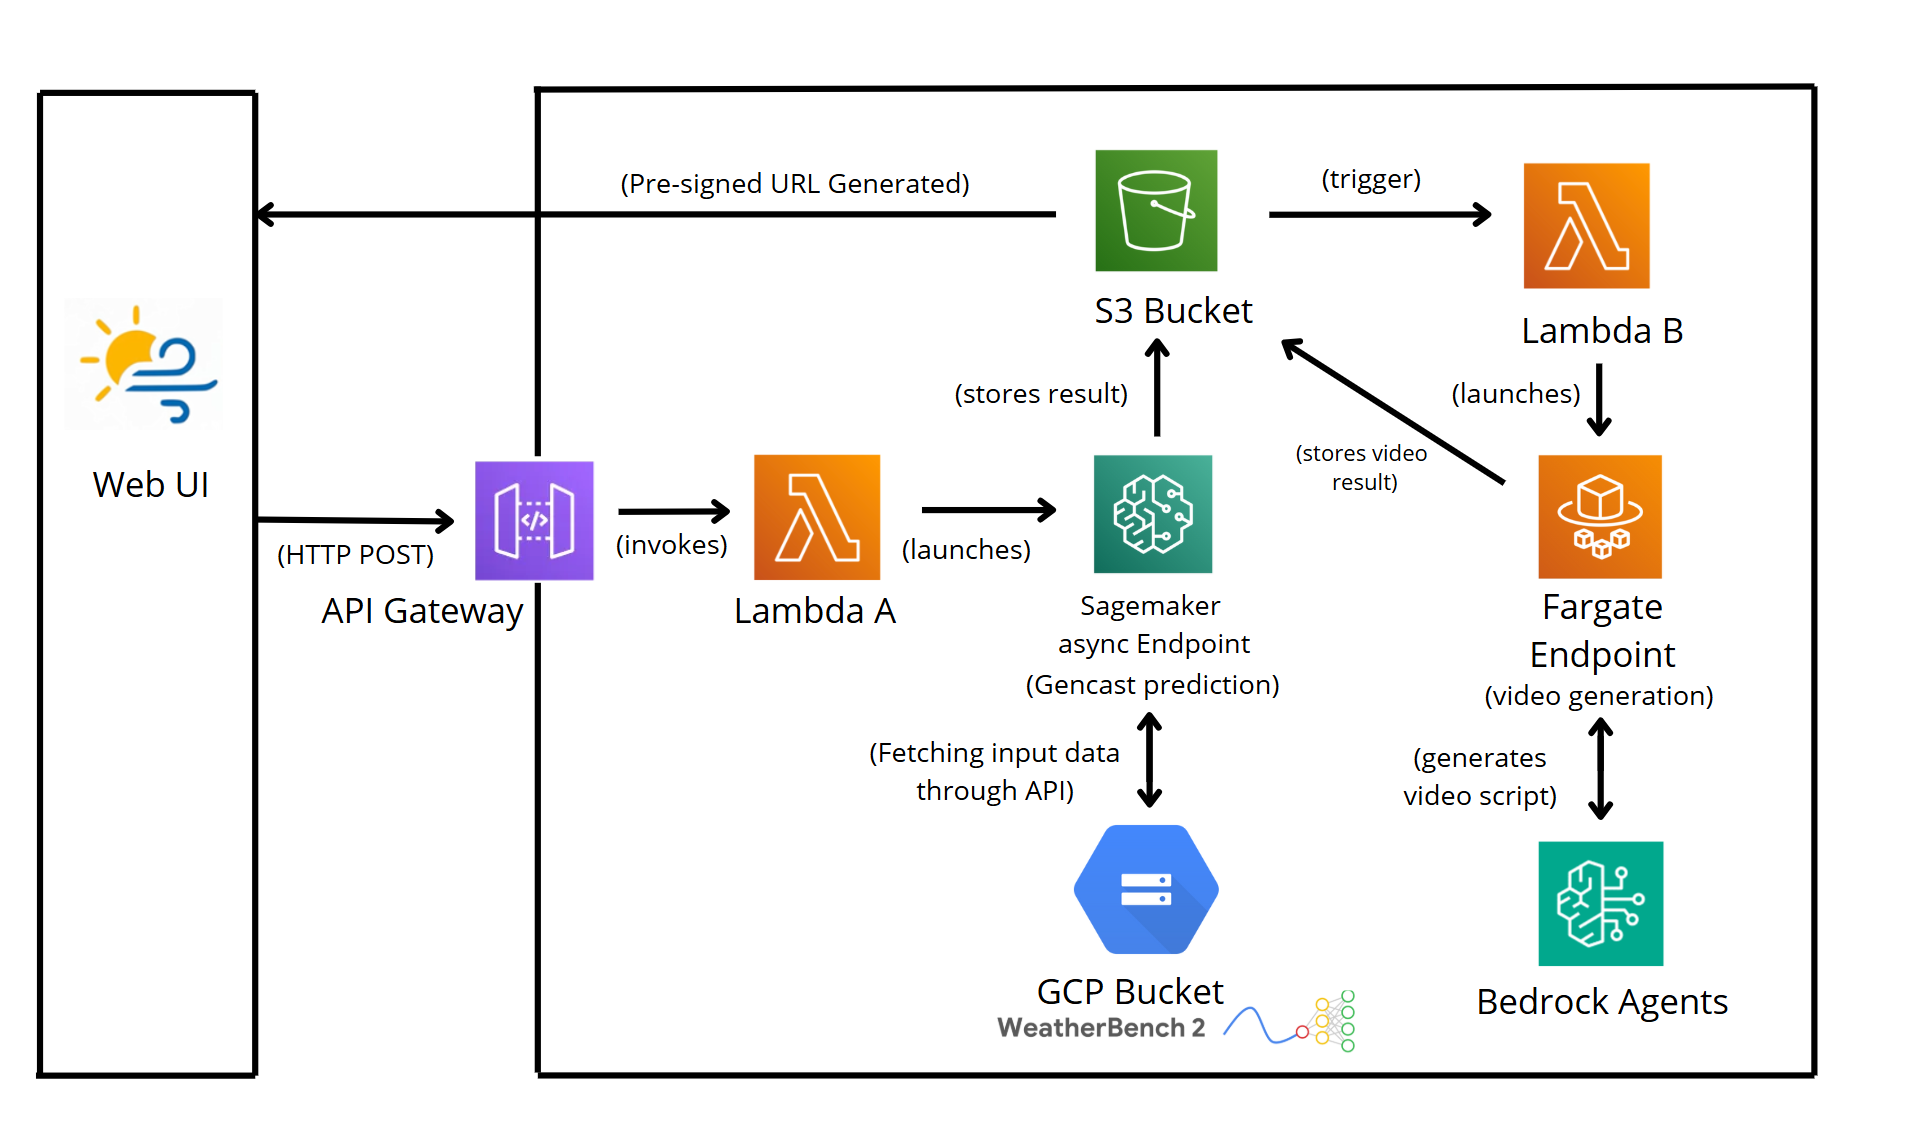 (Pre-signed URL Generated)
(trigger)
S3 Bucket
Lambda B
(stores result)
(launches)
(stores video
result)
Web UI
(HTTP POST)
API Gateway
</>
(invokes)
Lambda A
(launches)
Sagemaker
async Endpoint
(Gencast prediction)
Fargate
Endpoint
(video generation)
(Fetching input data
through API)
(generates
video script)
GCP Bucket
WeatherBench 2
Bedrock Agents